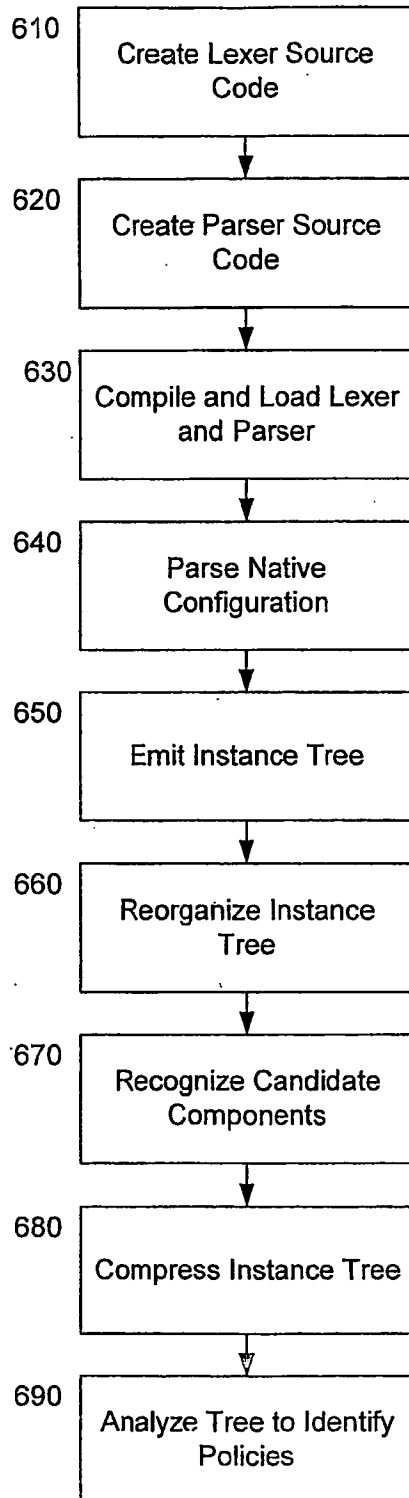 610
Create Lexer Source
Code
620
Create Parser Source
Code
630
Compile and Load Lexer
and Parser
640
Parse Native
Configuration
650
Emit Instance Tree
660
Reorganize Instance
Tree
670
Recognize Candidate
Components
680
Compress Instance Tree
690
Analyze Tree to Identify
Policies